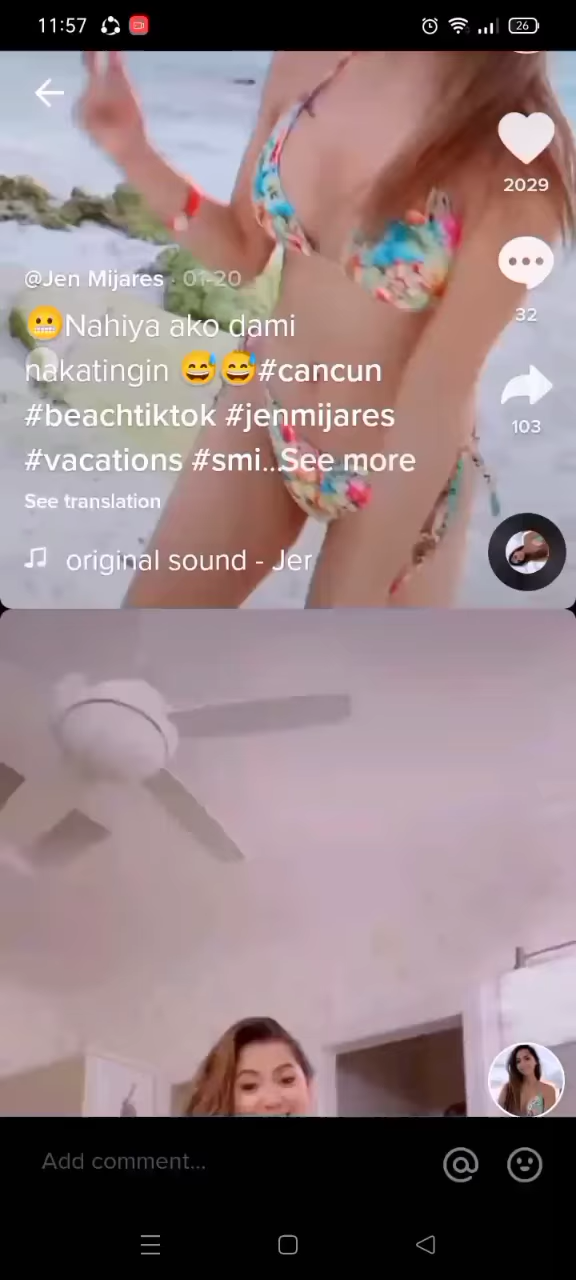 11:57
26
2029
32
@Jen Mijares · 01-20
😬Nahiya ako dami
nakatingin 😅😅#cancun
#beachtiktok #jenmijares
103
#vacations #smi...See more
See translation
original sound - Jer
Add comment...